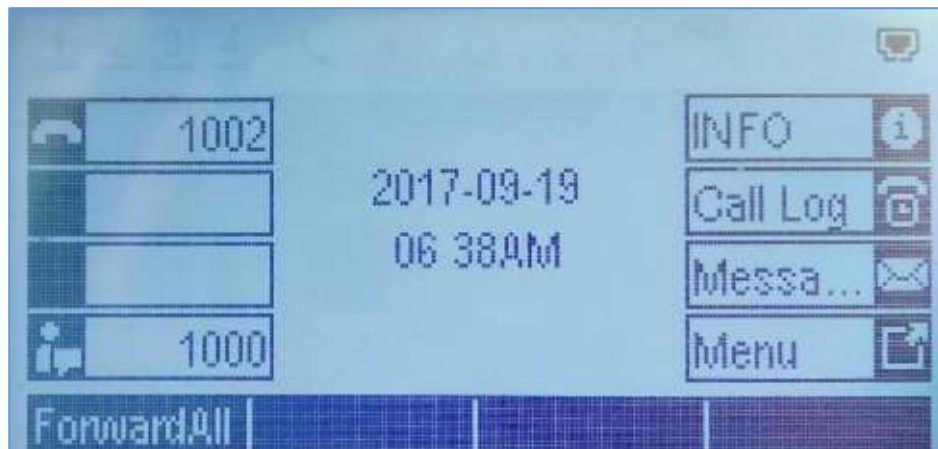 1002 INFO
2017-09-19 Call Log
06 38AM
Messa...
1000 Menu
ForwardAll